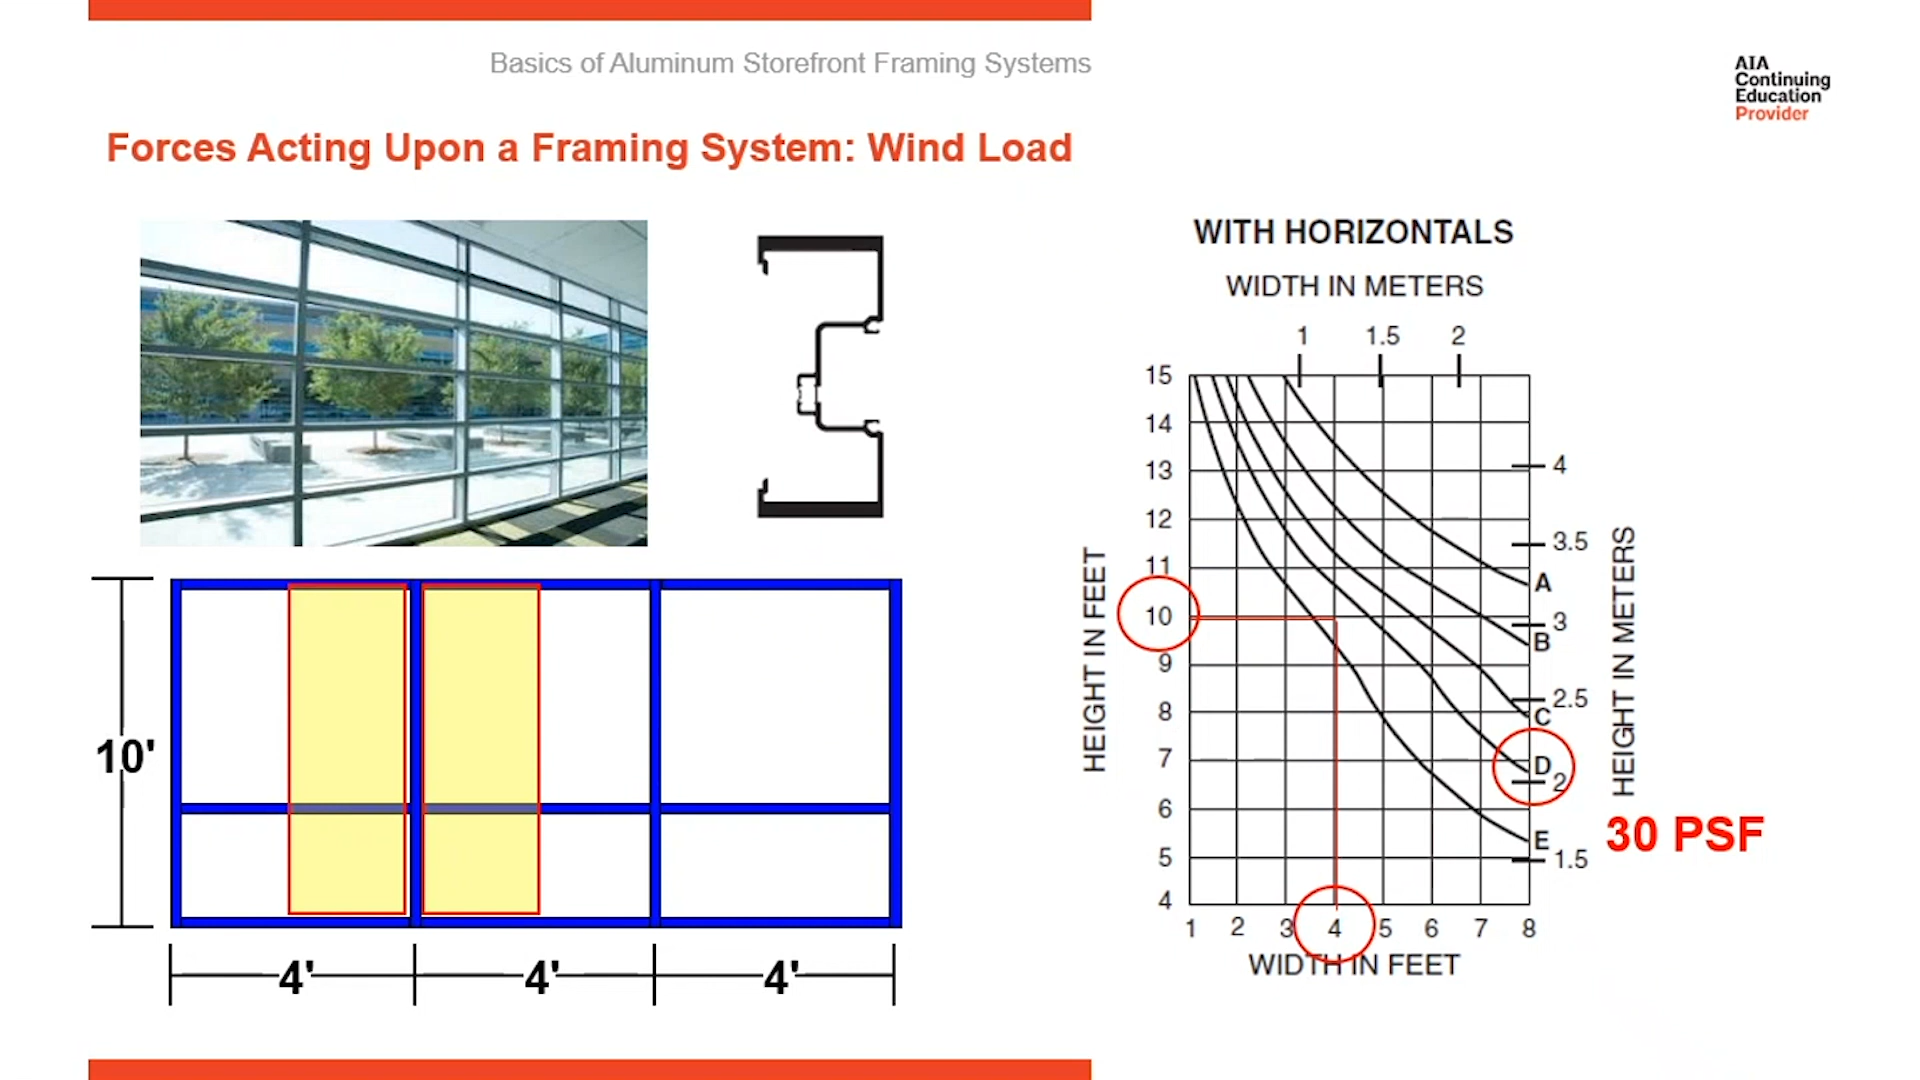 Basics of Aluminum Storefront Framing Systems
AIA
Continuing
Education
Provider
Forces Acting Upon a Framing System: Wind Load
10'
4' 4' 4'
WITH HORIZONTALS
WIDTH IN METERS
1 1.5 2
HEIGHT IN FEET
15
14
13
12
11
10
9
8
7
6
5
4
1 2 3 4 5 6 7 8
WIDTH IN FEET
A
B
C
D
E
4
3.5
3
2.5
2
1.5
HEIGHT IN METERS
30 PSF